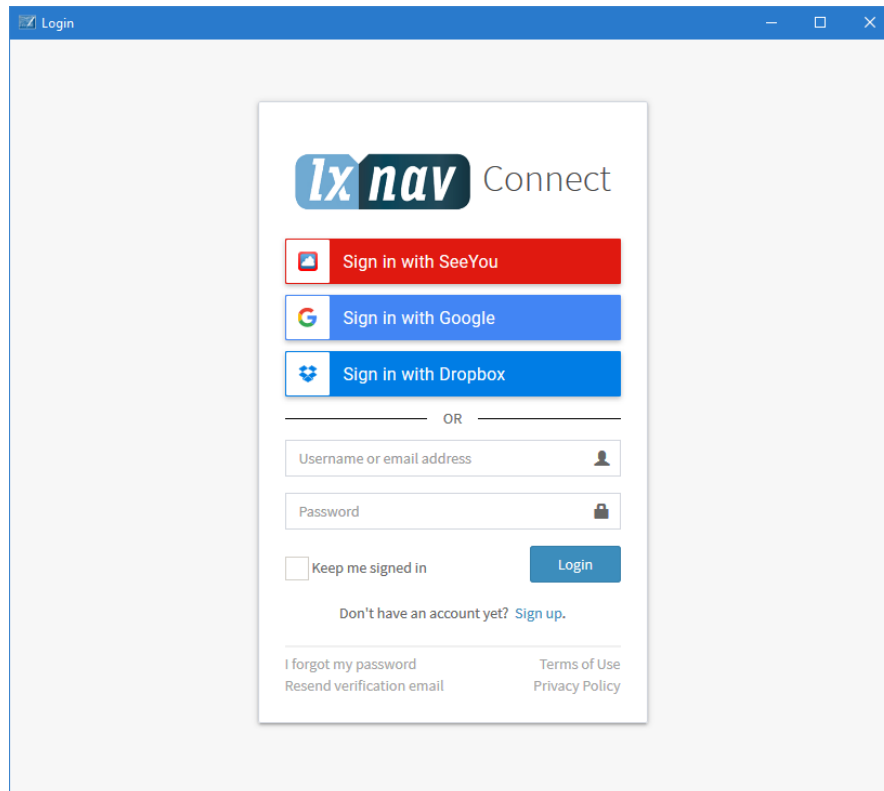 Login
lx nav Connect
Sign in with SeeYou
Sign in with Google
Sign in with Dropbox
OR
Username or email address
Password
Keep me signed in
Login
Don't have an account yet? Sign up.
I forgot my password
Terms of Use
Resend verification email
Privacy Policy